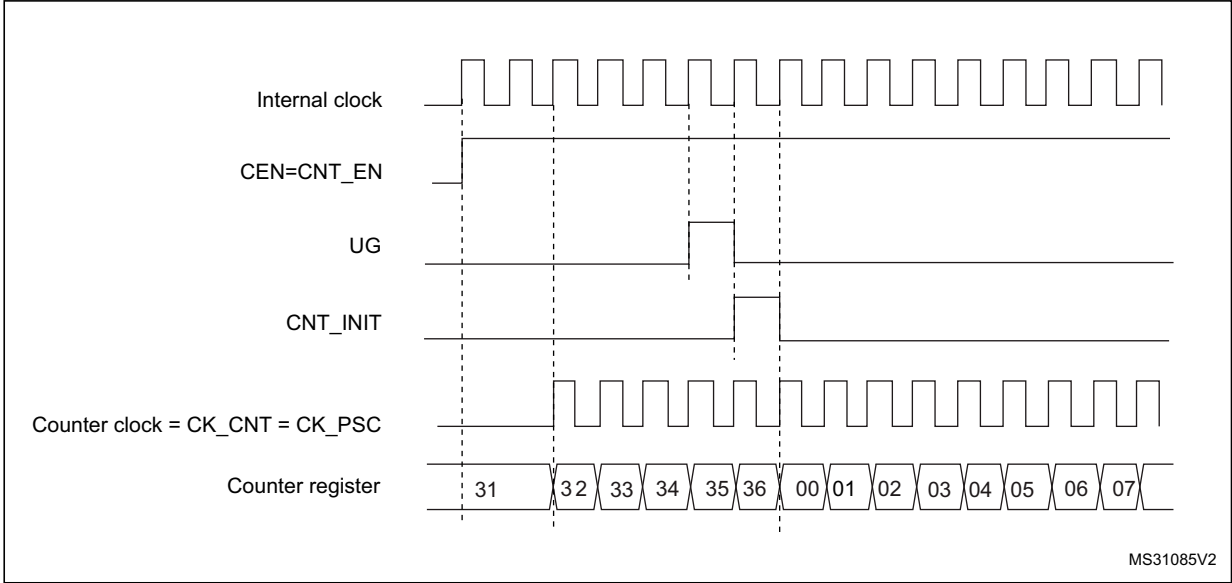 Internal clock
CEN=CNT_EN
UG
CNT_INIT
Counter clock = CK_CNT = CK_PSC
Counter register 31 32 33 34 35 36 00 01 02 03 04 05 06 07
MS31085V2